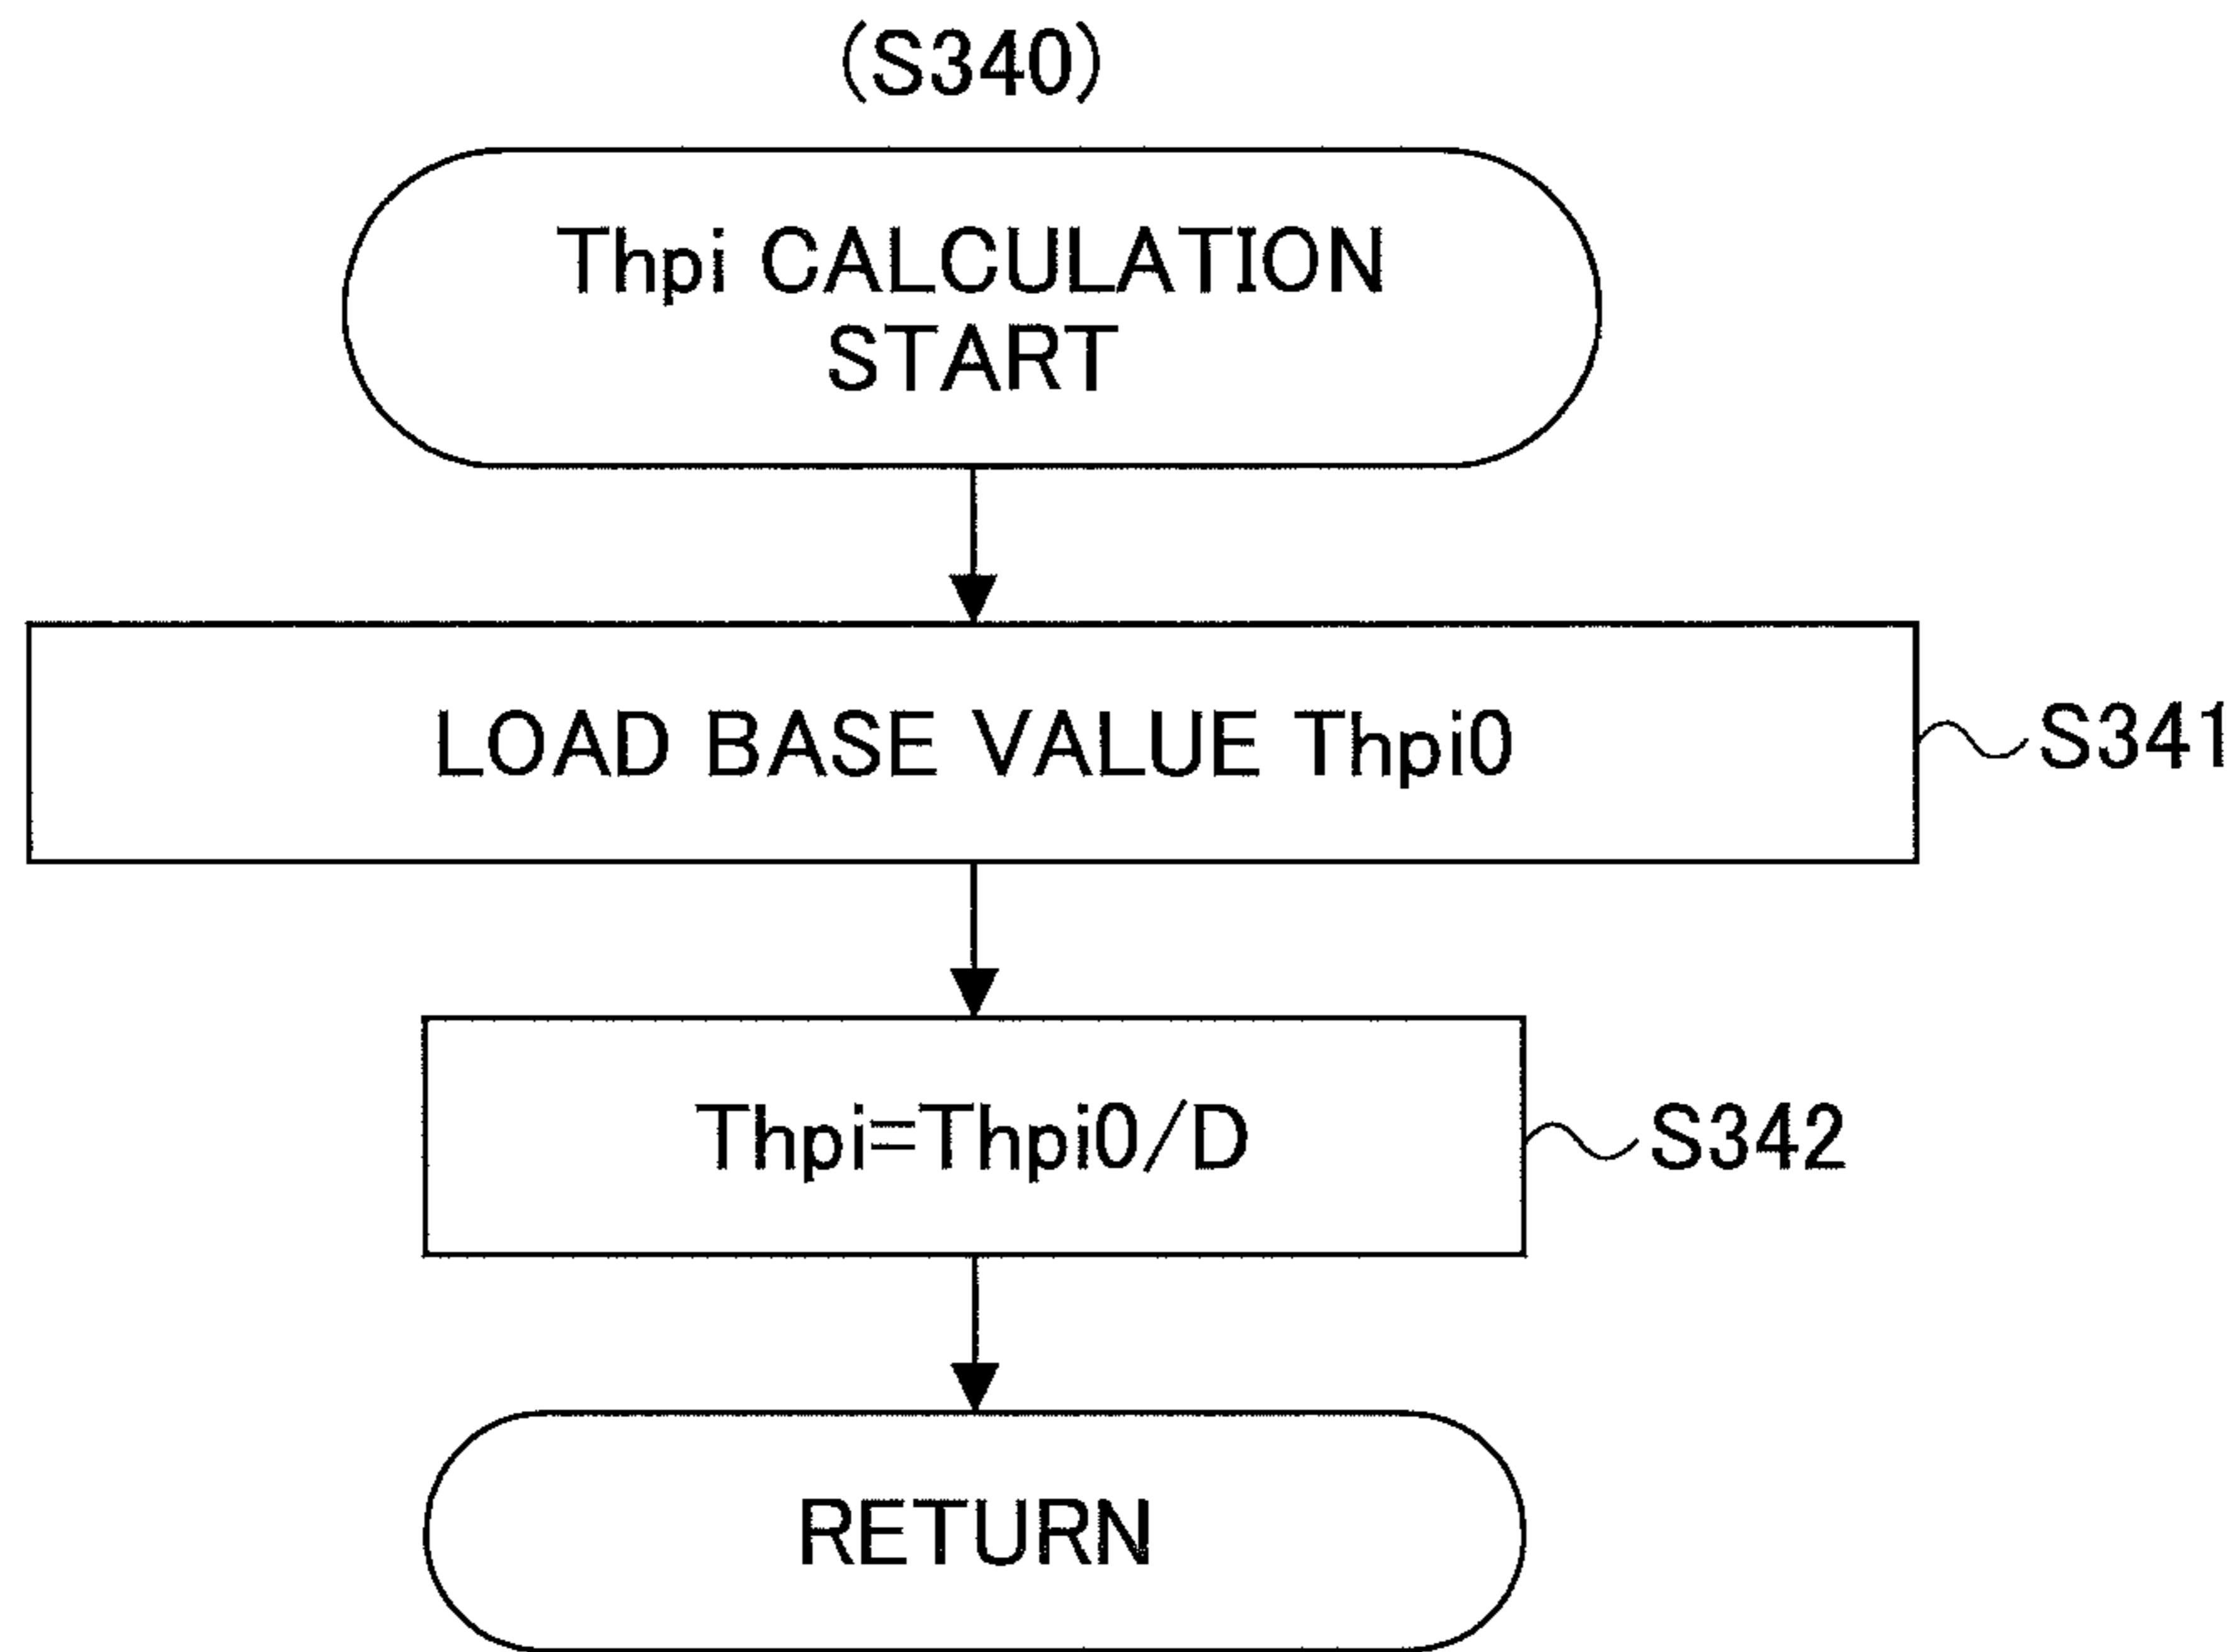 (S340)
Thpi CALCULATION
START
LOAD BASE VALUE Thpi0
S341
Thpi=Thpi0/D
S342
RETURN